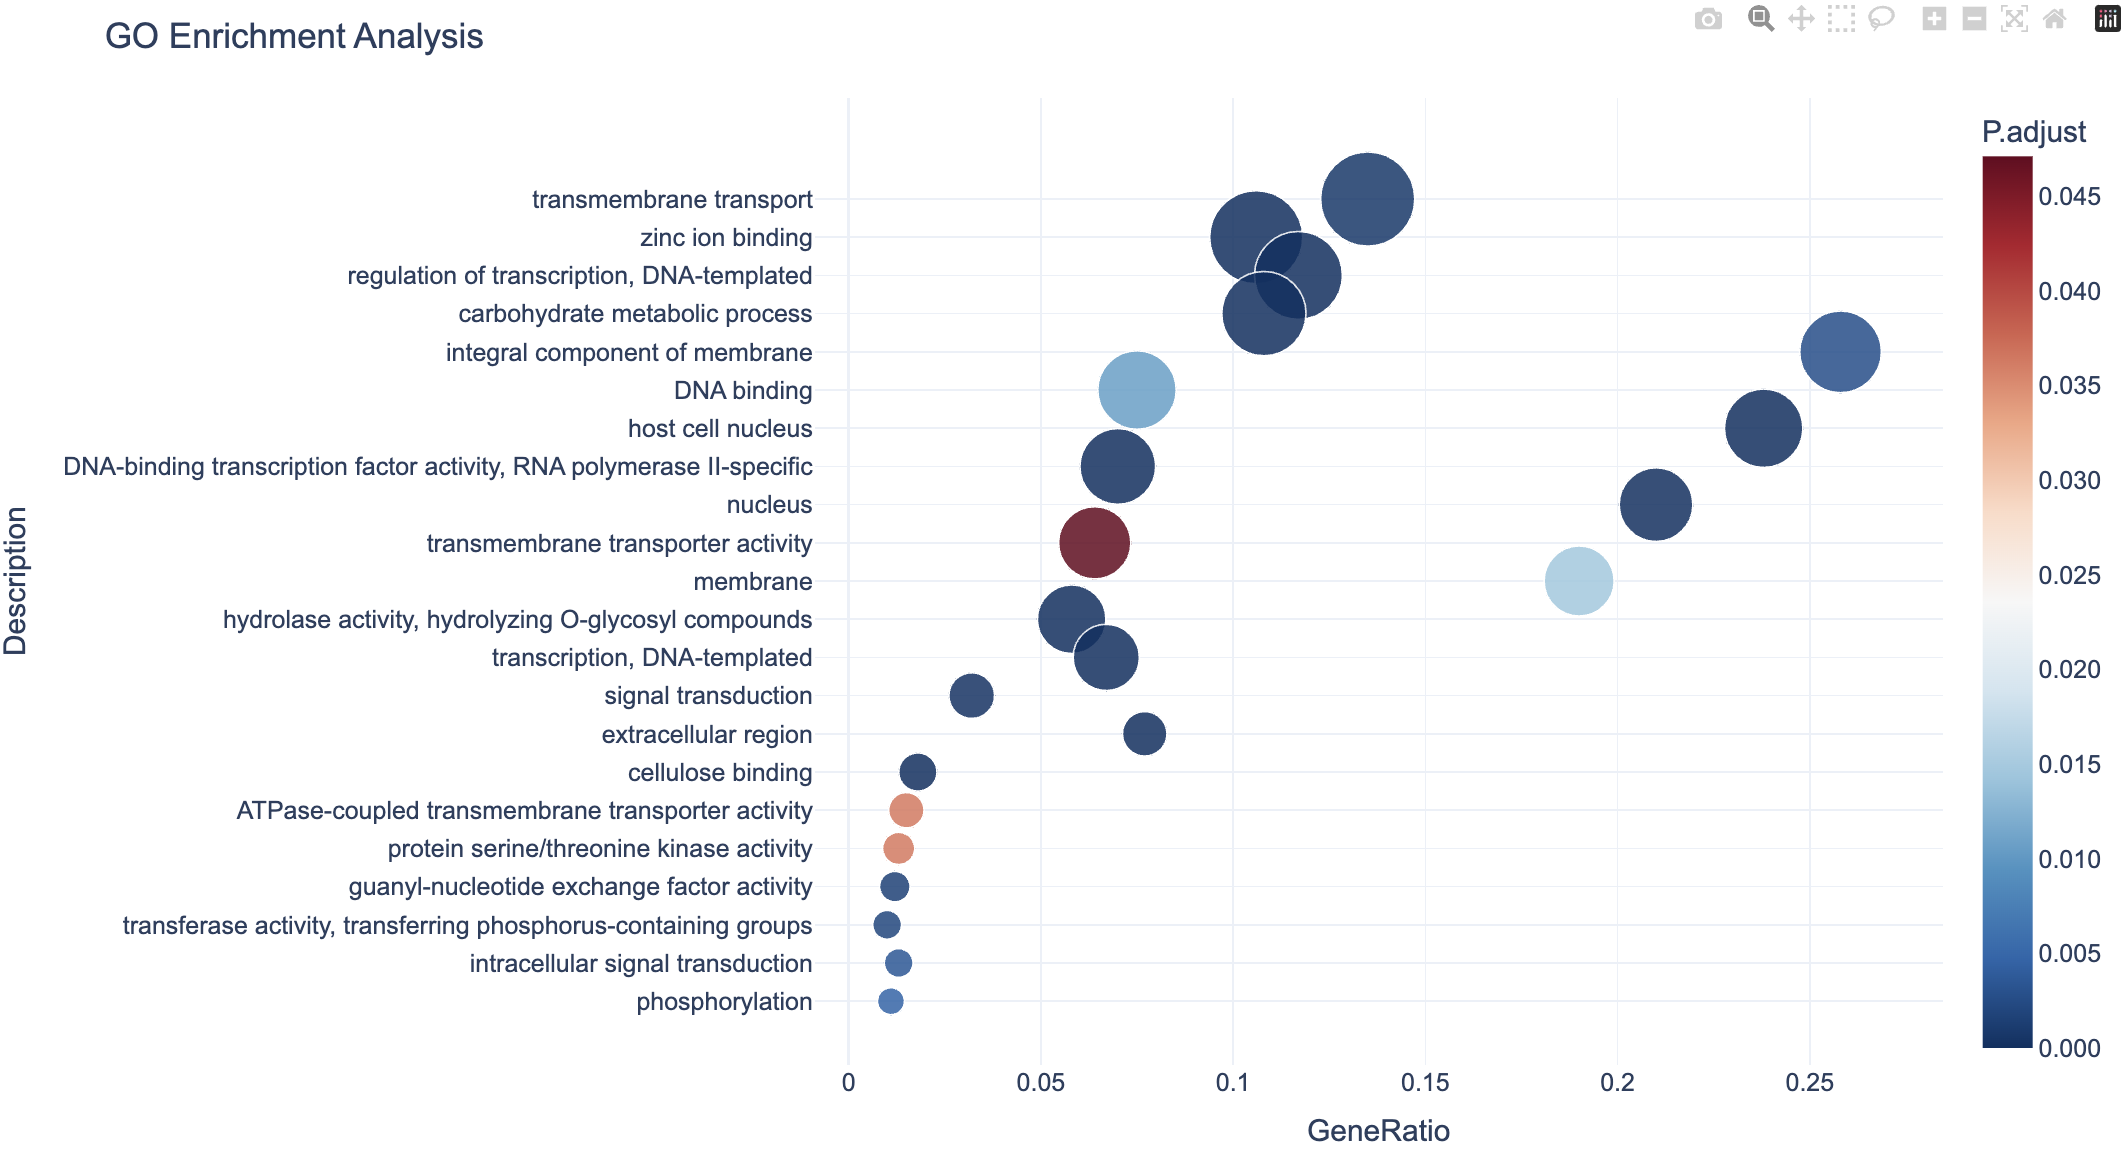 GO Enrichment Analysis
P.adjust
transmembrane transport
zinc ion binding
regulation of transcription, DNA-templated
carbohydrate metabolic process
integral component of membrane
DNA binding
host cell nucleus
DNA-binding transcription factor activity, RNA polymerase II-specific
nucleus
transmembrane transporter activity
membrane
hydrolase activity, hydrolyzing O-glycosyl compounds
transcription, DNA-templated
signal transduction
extracellular region
cellulose binding
ATPase-coupled transmembrane transporter activity
protein serine/threonine kinase activity
guanyl-nucleotide exchange factor activity
transferase activity, transferring phosphorus-containing groups
intracellular signal transduction
phosphorylation
Description
0.045
0.040
0.035
0.030
0.025
0.020
0.015
0.010
0.005
0.000
0 0.05 0.1 0.15 0.2 0.25
GeneRatio